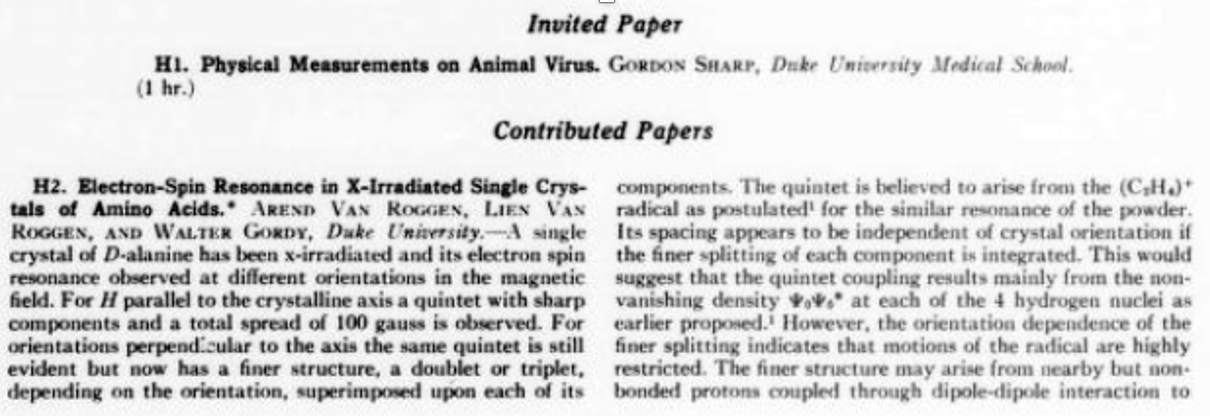 Invited Paper
H1. Physical Measurements on Animal Virus. GORDON SHARP, Duke University Medical School.
(1 hr.)
Contributed Papers
H2. Electron-Spin Resonance in X-Irradiated Single Crys-
tals of Amino Acids.* AREND VAN ROGGEN, LIEN VAN
ROGGEN, AND WALTER GORDY, Duke University.—A single
crystal of D-alanine has been x-irradiated and its electron spin
resonance observed at different orientations in the magnetic
field. For H parallel to the crystalline axis a quintet with sharp
components and a total spread of 100 gauss is observed. For
orientations perpendicular to the axis the same quintet is still
evident but now has a finer structure, a doublet or triplet,
depending on the orientation, superimposed upon each of its
components. The quintet is believed to arise from the (C₂H₄)⁺
radical as postulated¹ for the similar resonance of the powder.
Its spacing appears to be independent of crystal orientation if
the finer splitting of each component is integrated. This would
suggest that the quintet coupling results mainly from the non-
vanishing density Ψ₀Ψ₀* at each of the 4 hydrogen nuclei as
earlier proposed.¹ However, the orientation dependence of the
finer splitting indicates that motions of the radical are highly
restricted. The finer structure may arise from nearby but non-
bonded protons coupled through dipole-dipole interaction to